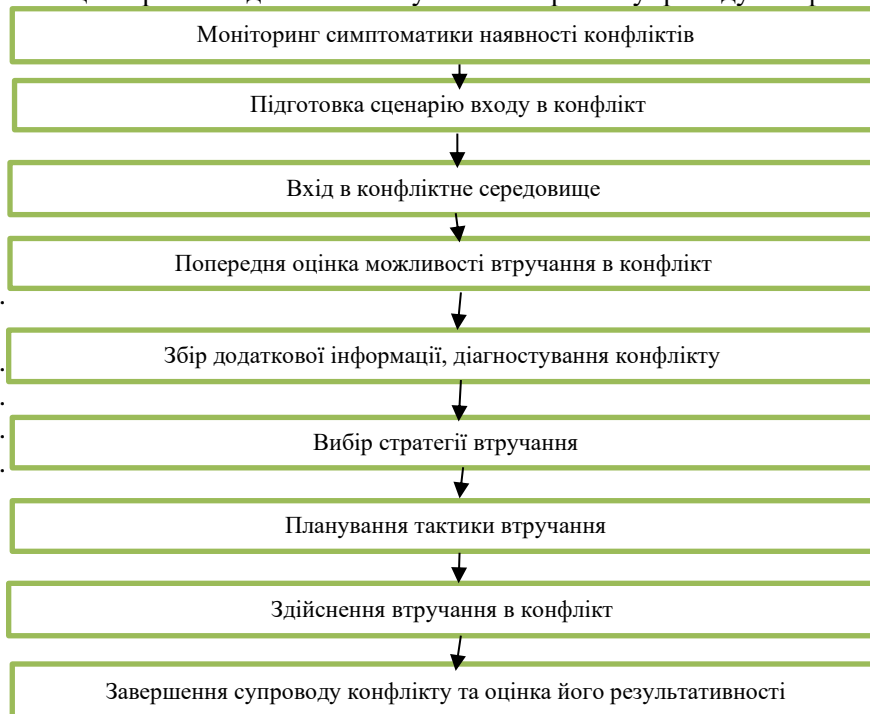 Моніторинг симптоматики наявності конфліктів
Підготовка сценарію входу в конфлікт
Вхід в конфліктне середовище
Попередня оцінка можливості втручання в конфлікт
Збір додаткової інформації, діагностування конфлікту
Вибір стратегії втручання
Планування тактики втручання
Здійснення втручання в конфлікт
Завершення супроводу конфлікту та оцінка його результативності